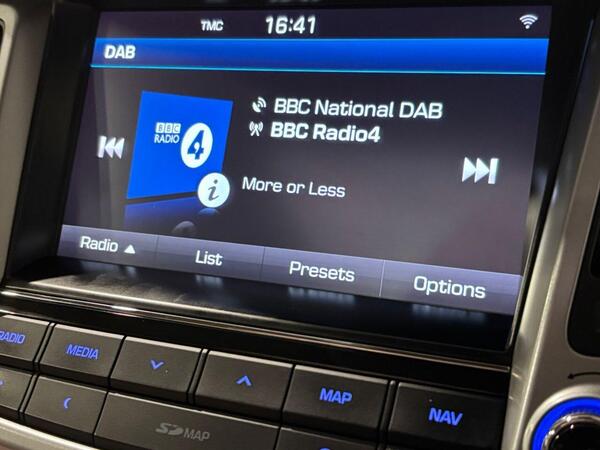 TMC 16:41
DAB
BBC National DAB
BBC RADIO 4
BBC Radio4
i More or Less
Radio ▲ List Presets Options
RADIO MEDIA MAP NAV
SD MAP